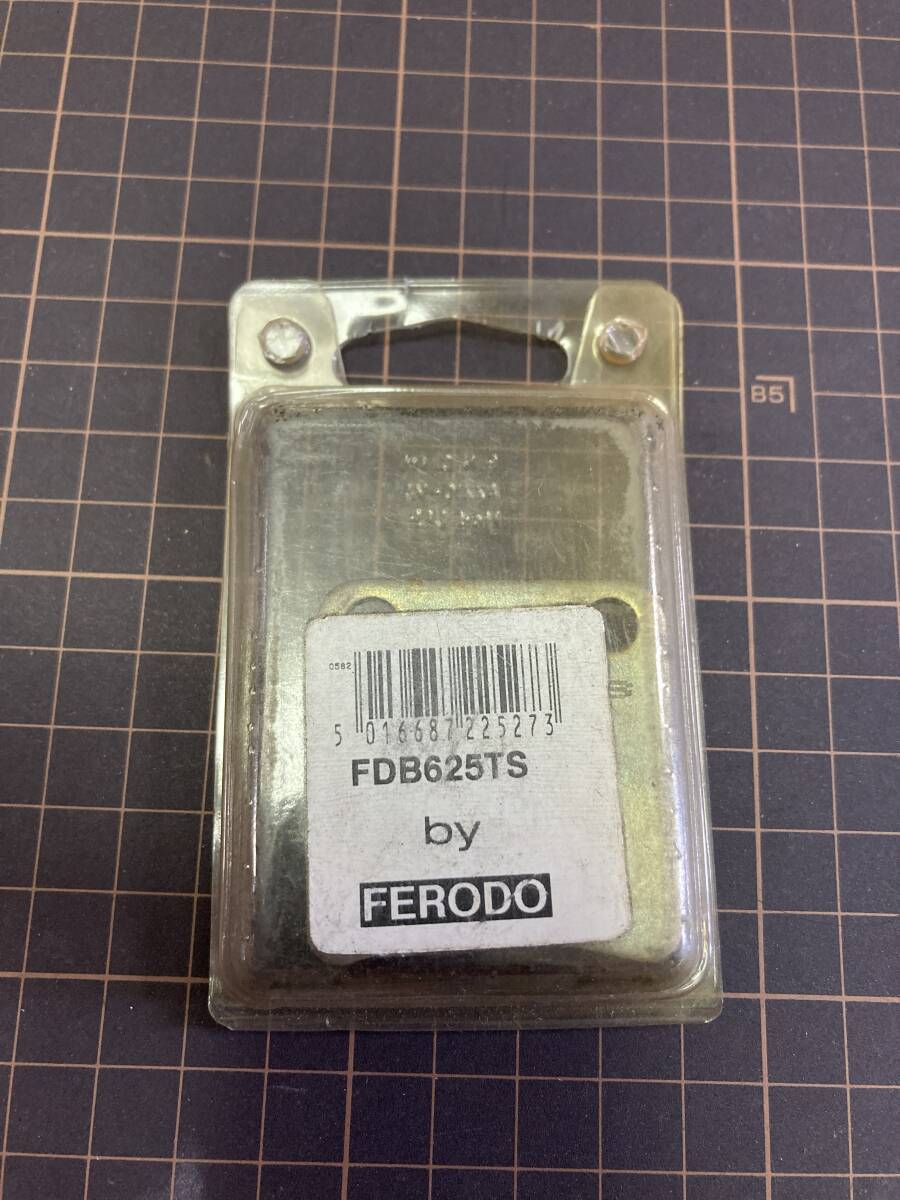 B5
0582
5 016687 225273
FDB625TS
by
FERODO